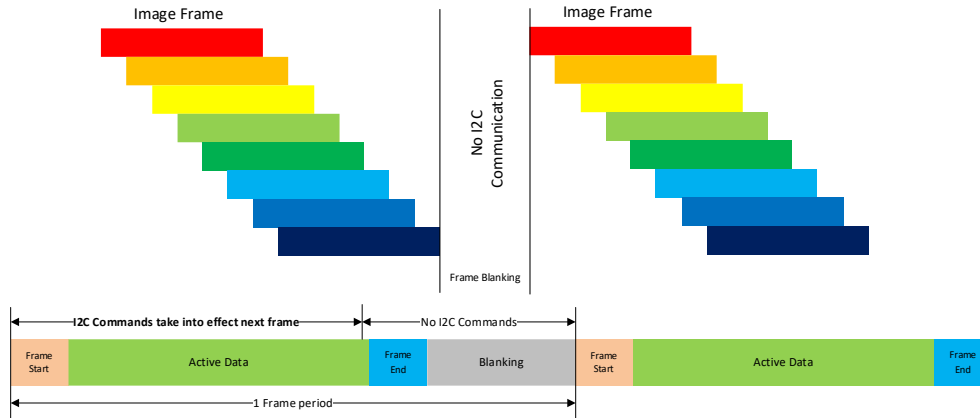 Image Frame
Image Frame
No I2C
Communication
Frame Blanking
I2C Commands take into effect next frame
No I2C Commands
Frame
Start
Active Data
Frame
End
Blanking
Frame
Start
Active Data
Frame
End
1 Frame period